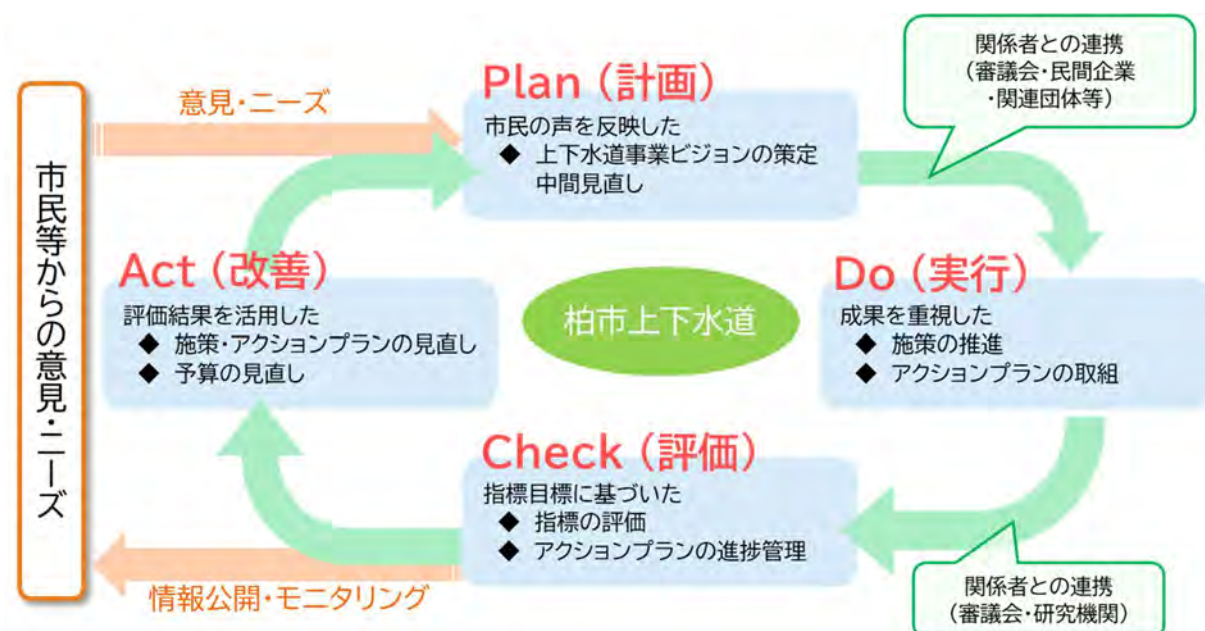 市民等からの意見・ニーズ
意見・ニーズ
Plan（計画）
市民の声を反映した
◆ 上下水道事業ビジョンの策定
中間見直し
関係者との連携
（審議会・民間企業
・関連団体等）
Act（改善）
評価結果を活用した
◆ 施策・アクションプランの見直し
◆ 予算の見直し
柏市上下水道
Do（実行）
成果を重視した
◆ 施策の推進
◆ アクションプランの取組
Check（評価）
指標目標に基づいた
◆ 指標の評価
◆ アクションプランの進捗管理
情報公開・モニタリング
関係者との連携
（審議会・研究機関）